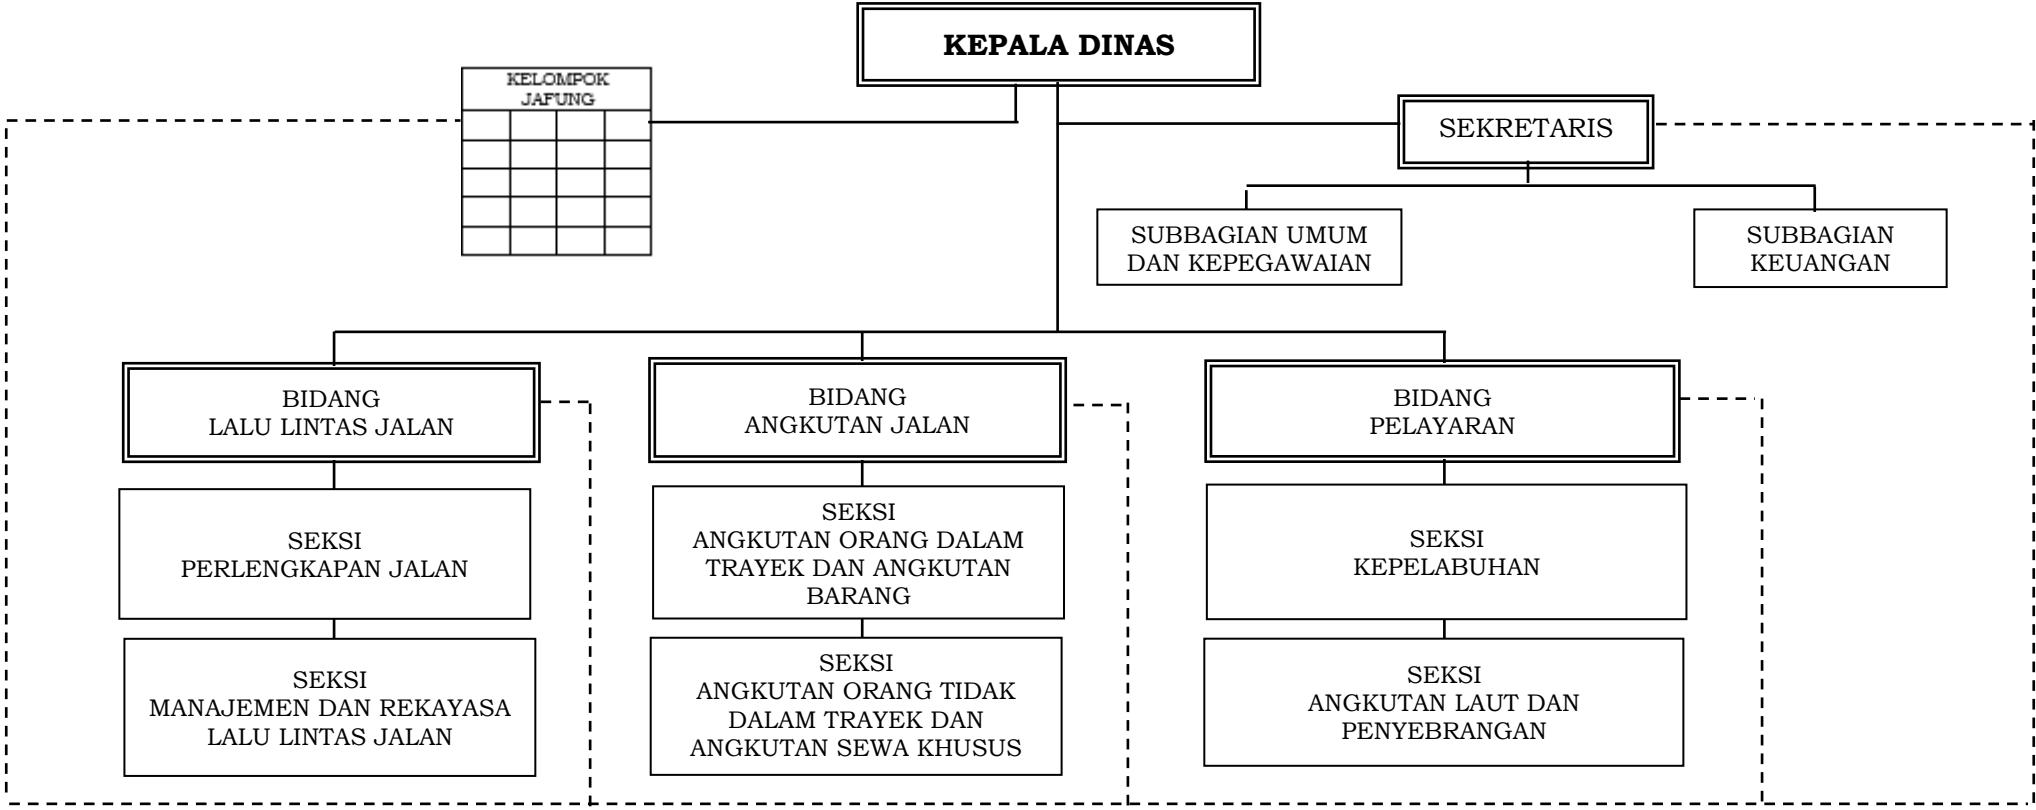 KEPALA DINAS
KELOMPOK
JAFUNG
SEKRETARIS
SUBBAGIAN UMUM
DAN KEPEGAWAIAN
SUBBAGIAN
KEUANGAN
BIDANG
LALU LINTAS JALAN
BIDANG
ANGKUTAN JALAN
BIDANG
PELAYARAN
SEKSI
PERLENGKAPAN JALAN
SEKSI
ANGKUTAN ORANG DALAM
TRAYEK DAN ANGKUTAN
BARANG
SEKSI
KEPELABUHAN
SEKSI
MANAJEMEN DAN REKAYASA
LALU LINTAS JALAN
SEKSI
ANGKUTAN ORANG TIDAK
DALAM TRAYEK DAN
ANGKUTAN SEWA KHUSUS
SEKSI
ANGKUTAN LAUT DAN
PENYEBRANGAN